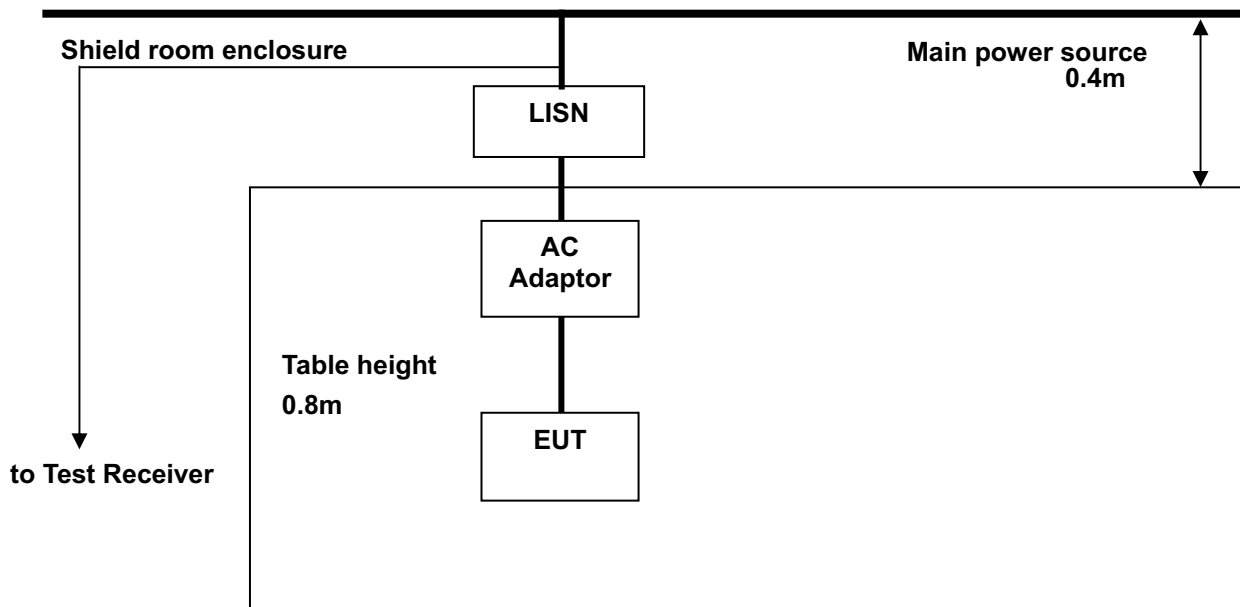 Shield room enclosure
Main power source
0.4m
LISN
AC
Adaptor
Table height
0.8m
EUT
to Test Receiver